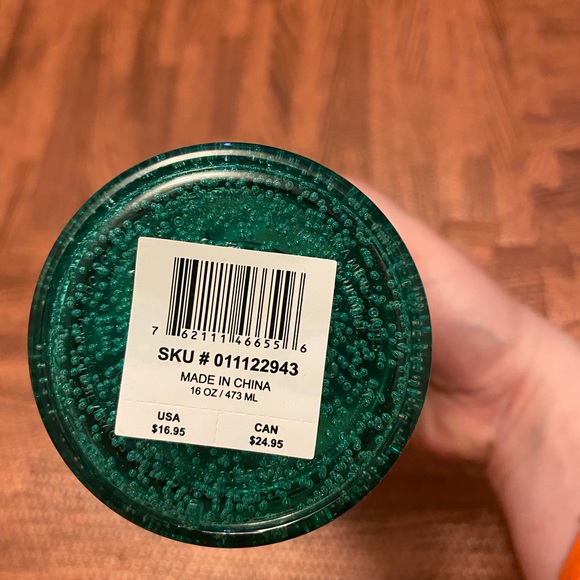 7 62111 46655 6
SKU # 011122943
MADE IN CHINA
16 OZ / 473 ML
USA
$16.95
CAN
$24.95